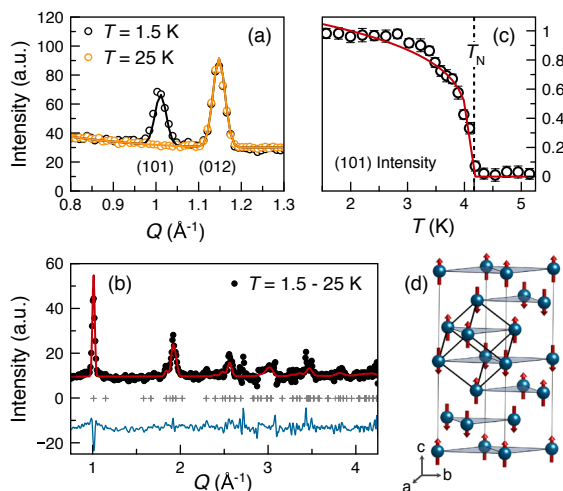 (a)
T = 1.5 K
T = 25 K
Intensity (a.u.)
120
100
80
60
40
20
0
(101)
(012)
0.8 0.9 1 1.1 1.2 1.3
Q (Å⁻¹)
(c)
T_N
1
0.8
0.6
0.4
0.2
0
(101) Intensity
2 3 4 5
T (K)
(b)
T = 1.5 - 25 K
Intensity (a.u.)
60
40
20
0
−20
1 2 3 4
Q (Å⁻¹)
(d)
c
a b